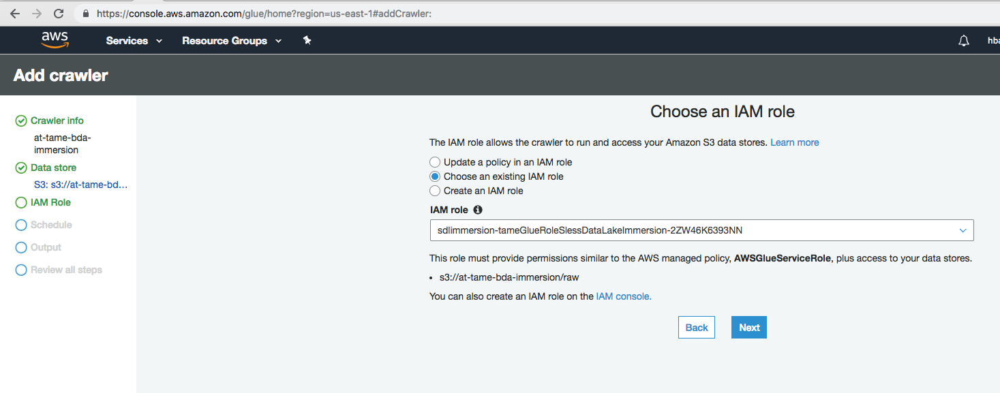 https://console.aws.amazon.com/glue/home?region=us-east-1#addCrawler:
aws
Services
Resource Groups
hba
Add crawler
Crawler info
at-tame-bda-
immersion
Data store
S3: s3://at-tame-bd...
IAM Role
Schedule
Output
Review all steps
Choose an IAM role
The IAM role allows the crawler to run and access your Amazon S3 data stores. Learn more
Update a policy in an IAM role
Choose an existing IAM role
Create an IAM role
IAM role
sdlimmersion-tameGlueRoleSlessDataLakeImmersion-2ZW46K6393NN
This role must provide permissions similar to the AWS managed policy, AWSGlueServiceRole, plus access to your data stores.
• s3://at-tame-bda-immersion/raw
You can also create an IAM role on the IAM console.
Back
Next